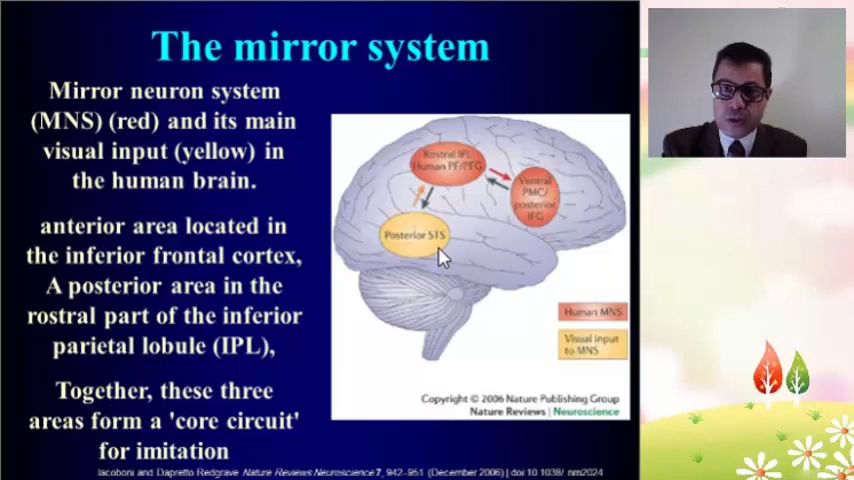 The mirror system
Mirror neuron system
(MNS) (red) and its main
visual input (yellow) in
the human brain.
anterior area located in
the inferior frontal cortex,
A posterior area in the
rostral part of the inferior
parietal lobule (IPL),
Together, these three
areas form a 'core circuit'
for imitation
Rostral IPL
Human PF/PFG
Ventral
PMC/
posterior
IFG
Posterior STS
Human MNS
Visual input
to MNS
Copyright © 2006 Nature Publishing Group
Nature Reviews | Neuroscience
Iacoboni and Dapretto Redgrave Nature Reviews Neuroscience 7, 942–951 (December 2006) | doi:10.1038/ nrn2024